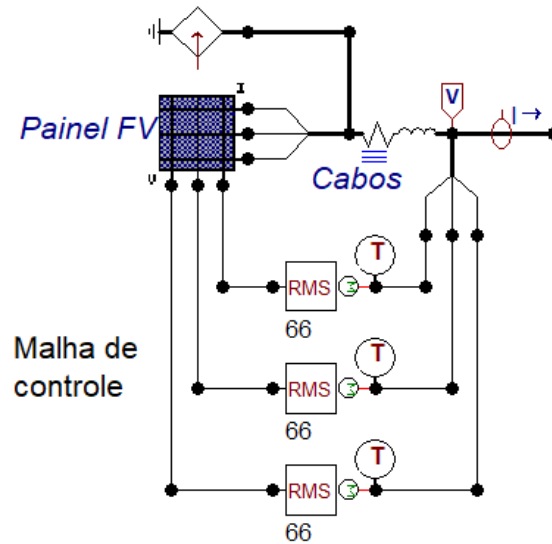 I
Painel FV
V
V
I →
Cabos
T
RMS
M
66
Malha de
controle
T
RMS
M
66
T
RMS
M
66